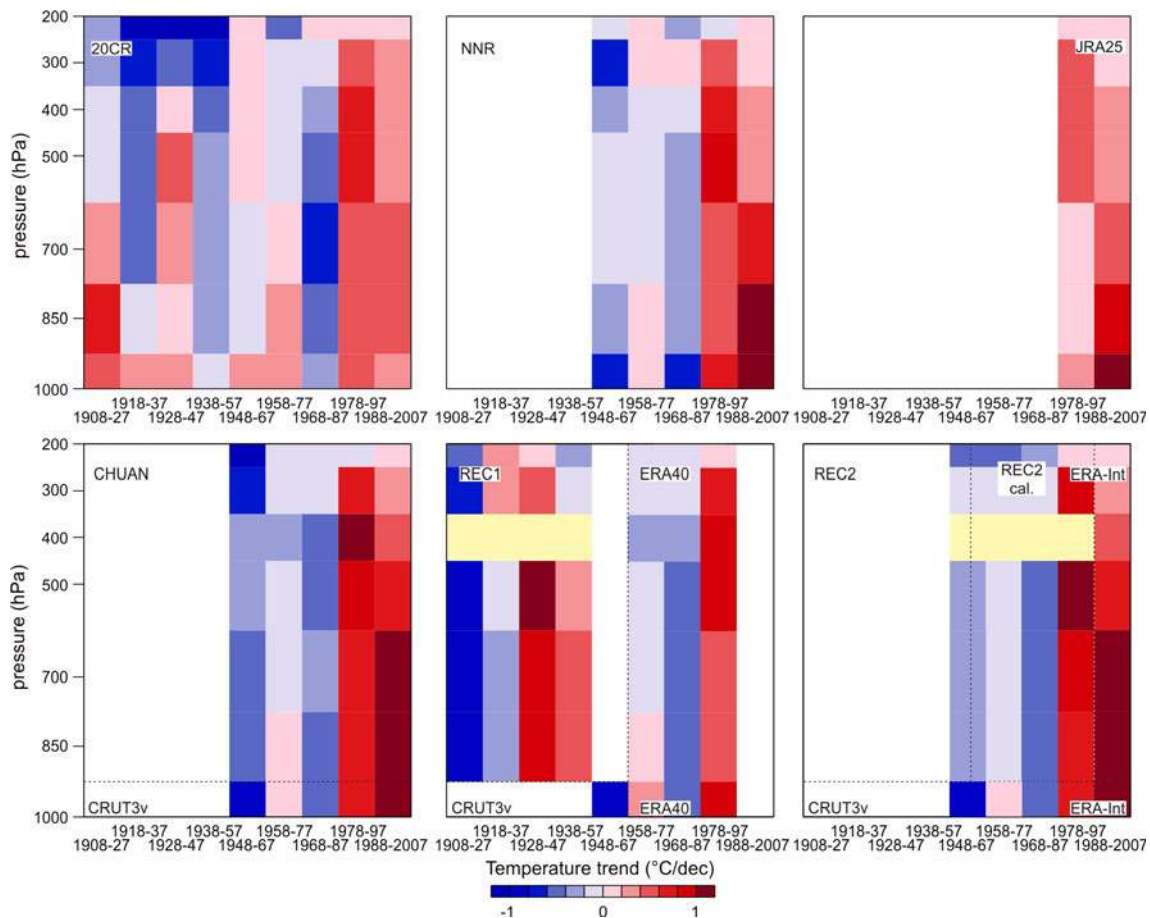 200
300
400
500
700
850
1000
pressure (hPa)
20CR
NNR
JRA25
1918-37 1938-57 1958-77 1978-97
1908-27 1928-47 1948-67 1968-87 1988-2007
1918-37 1938-57 1958-77 1978-97
1908-27 1928-47 1948-67 1968-87 1988-2007
1918-37 1938-57 1958-77 1978-97
1908-27 1928-47 1948-67 1968-87 1988-2007
200
300
400
500
700
850
1000
pressure (hPa)
CHUAN
CRUT3v
REC1
ERA40
CRUT3v
ERA40
REC2
REC2
cal.
ERA-Int
CRUT3v
ERA-Int
1918-37 1938-57 1958-77 1978-97
1908-27 1928-47 1948-67 1968-87 1988-2007
1918-37 1938-57 1958-77 1978-97
1908-27 1928-47 1948-67 1968-87 1988-2007
1918-37 1938-57 1958-77 1978-97
1908-27 1928-47 1948-67 1968-87 1988-2007
Temperature trend (°C/dec)
-1 0 1